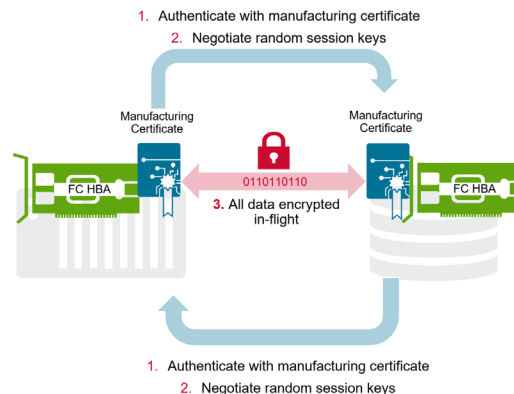 1. Authenticate with manufacturing certificate
2. Negotiate random session keys
Manufacturing
Certificate
Manufacturing
Certificate
FC HBA
0110110110
FC HBA
3. All data encrypted
in-flight
1. Authenticate with manufacturing certificate
2. Negotiate random session keys